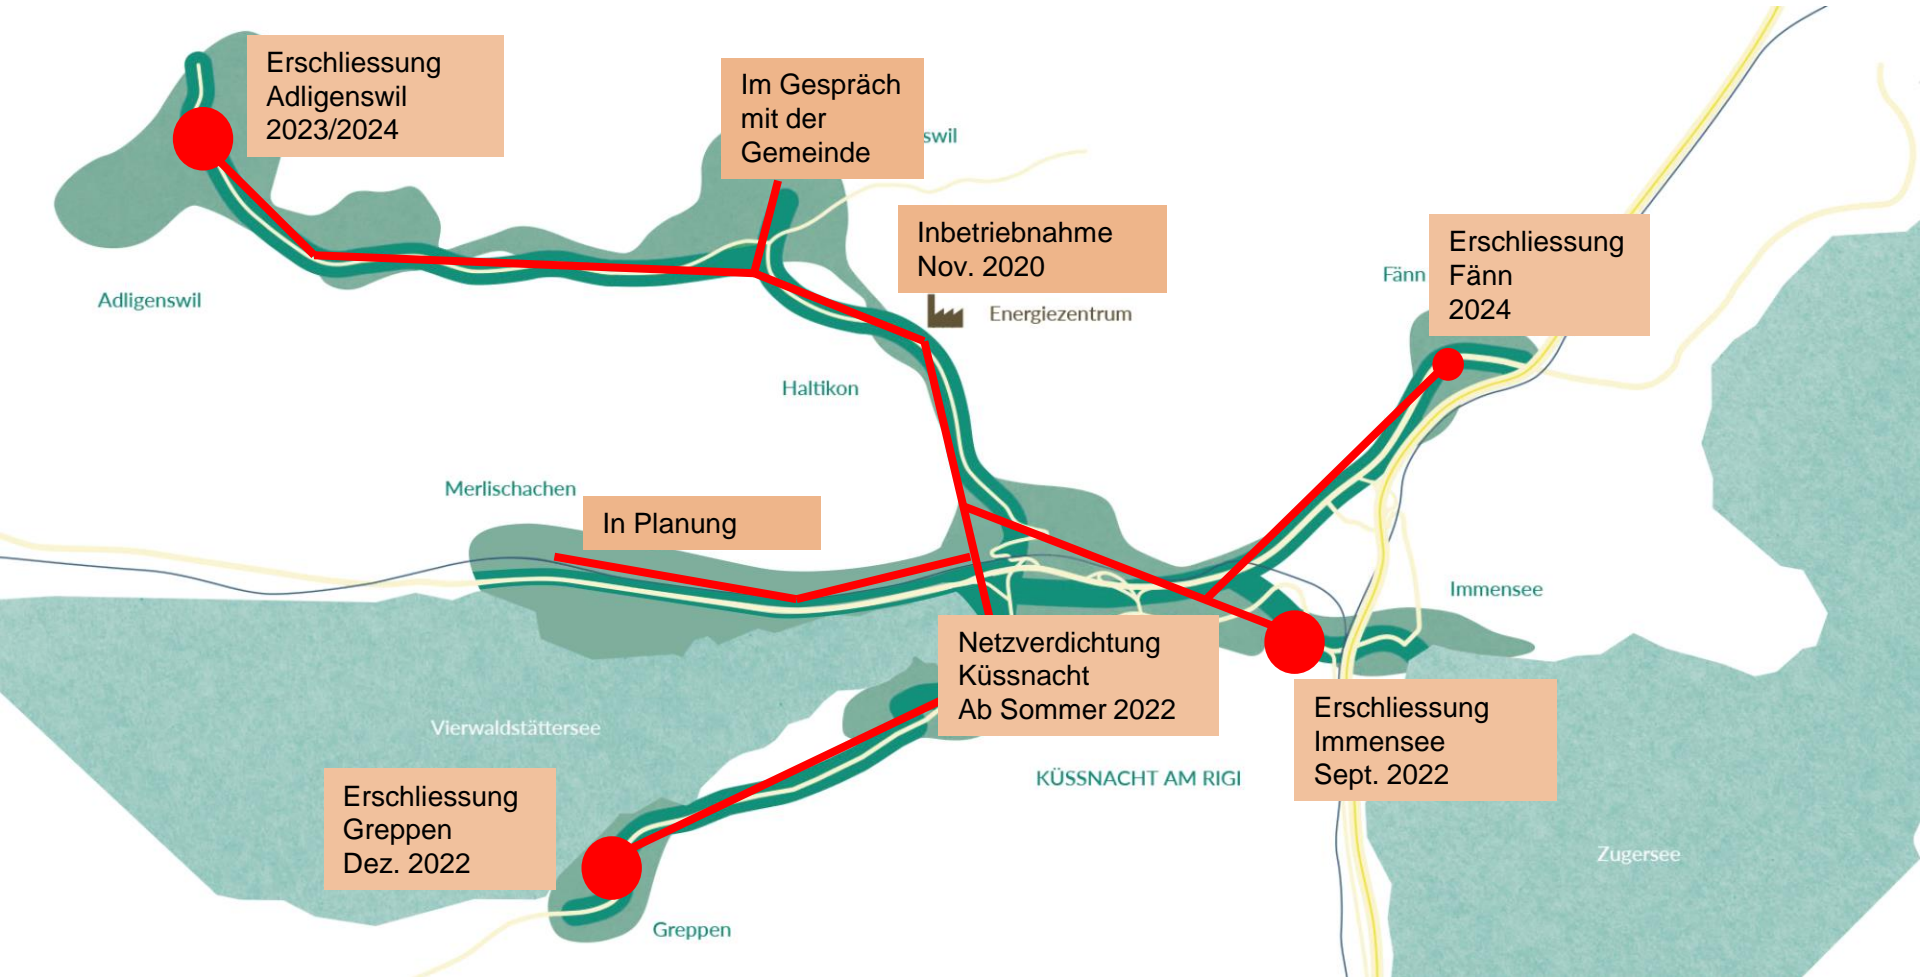 Erschliessung
Adligenswil
2023/2024
Im Gespräch
mit der
Gemeinde
swil
Inbetriebnahme
Nov. 2020
Energiezentrum
Erschliessung
Fänn
2024
Fänn
Adligenswil
Haltikon
Merlischachen
In Planung
Immensee
Netzverdichtung
Küssnacht
Ab Sommer 2022
Erschliessung
Immensee
Sept. 2022
Vierwaldstättersee
KÜSSNACHT AM RIGI
Erschliessung
Greppen
Dez. 2022
Zugersee
Greppen